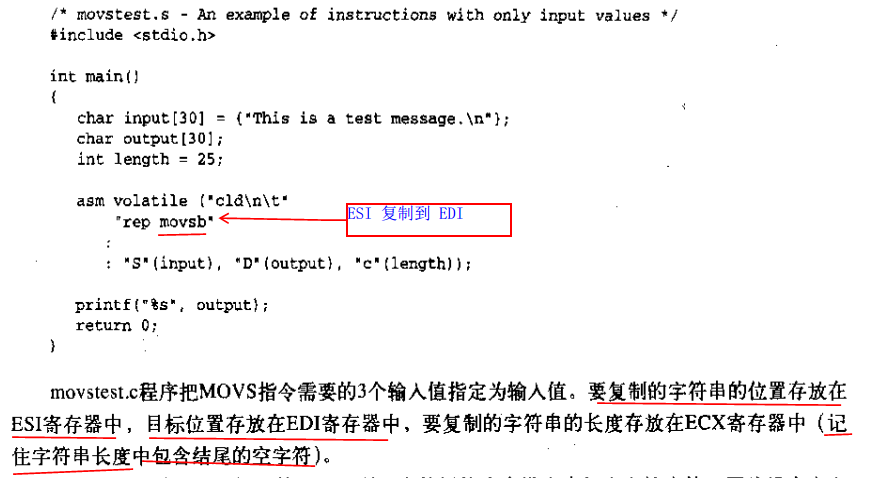 /* movstest.s - An example of instructions with only input values */
#include <stdio.h>
int main()
{
char input[30] = {"This is a test message.\n"};
char output[30];
int length = 25;
asm volatile ("cld\n\t"
"rep movsb"
ESI 复制到 EDI
:
: "S"(input), "D"(output), "c"(length));
printf("%s", output);
return 0;
}
movstest.c程序把MOVS指令需要的3个输入值指定为输入值。要复制的字符串的位置存放在
ESI寄存器中，目标位置存放在EDI寄存器中，要复制的字符串的长度存放在ECX寄存器中（记
住字符串长度中包含结尾的空字符）。